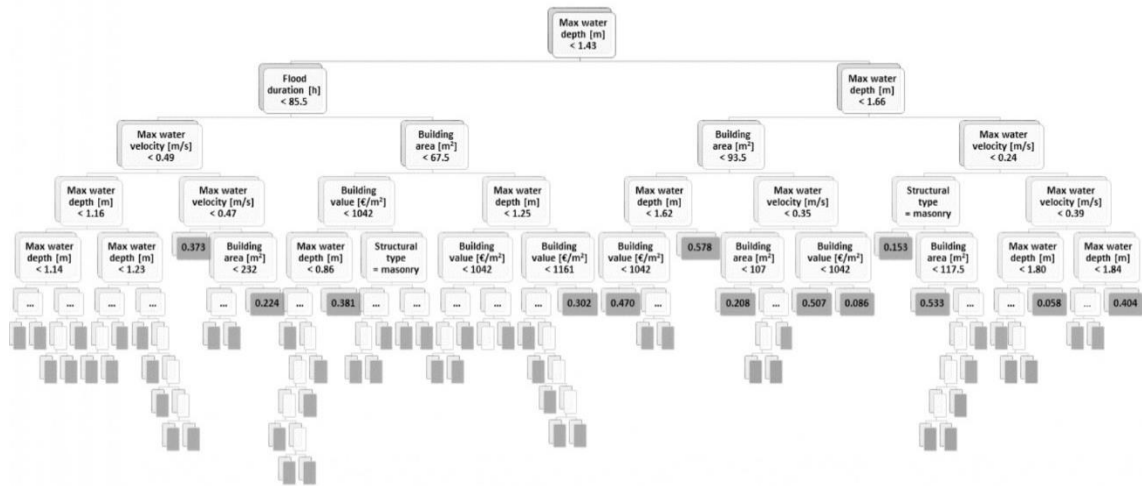 Max water
depth [m]
< 1.43
Flood
duration [h]
< 85.5
Max water
depth [m]
< 1.66
Max water
velocity [m/s]
< 0.49
Building
area [m²]
< 67.5
Building
area [m²]
< 93.5
Max water
velocity [m/s]
< 0.24
Max water
depth [m]
< 1.16
Max water
velocity [m/s]
< 0.47
Building
value [€/m²]
< 1042
Max water
depth [m]
< 1.25
Max water
depth [m]
< 1.62
Max water
velocity [m/s]
< 0.35
Structural
type
= masonry
Max water
velocity [m/s]
< 0.39
Max water
depth [m]
< 1.14
Max water
depth [m]
< 1.23
0.373
Building
area [m²]
< 232
Max water
depth [m]
< 0.86
Structural
type
= masonry
Building
value [€/m²]
< 1042
Building
value [€/m²]
< 1161
Building
value [€/m²]
< 1042
0.578
Building
area [m²]
< 107
Building
value [€/m²]
< 1042
0.153
Building
area [m²]
< 117.5
Max water
depth [m]
< 1.80
Max water
depth [m]
< 1.84
... ... ... ... ... 0.224 ... 0.381 ... ... ... ... ... 0.302 0.470 ... 0.208 ... 0.507 0.086 0.533 ... ... 0.058 ... 0.404